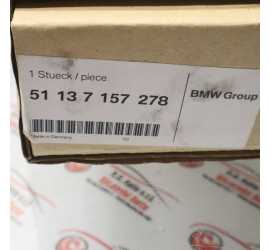 1 Stueck / piece
51 13 7 157 278
BMW Group
Made in Germany